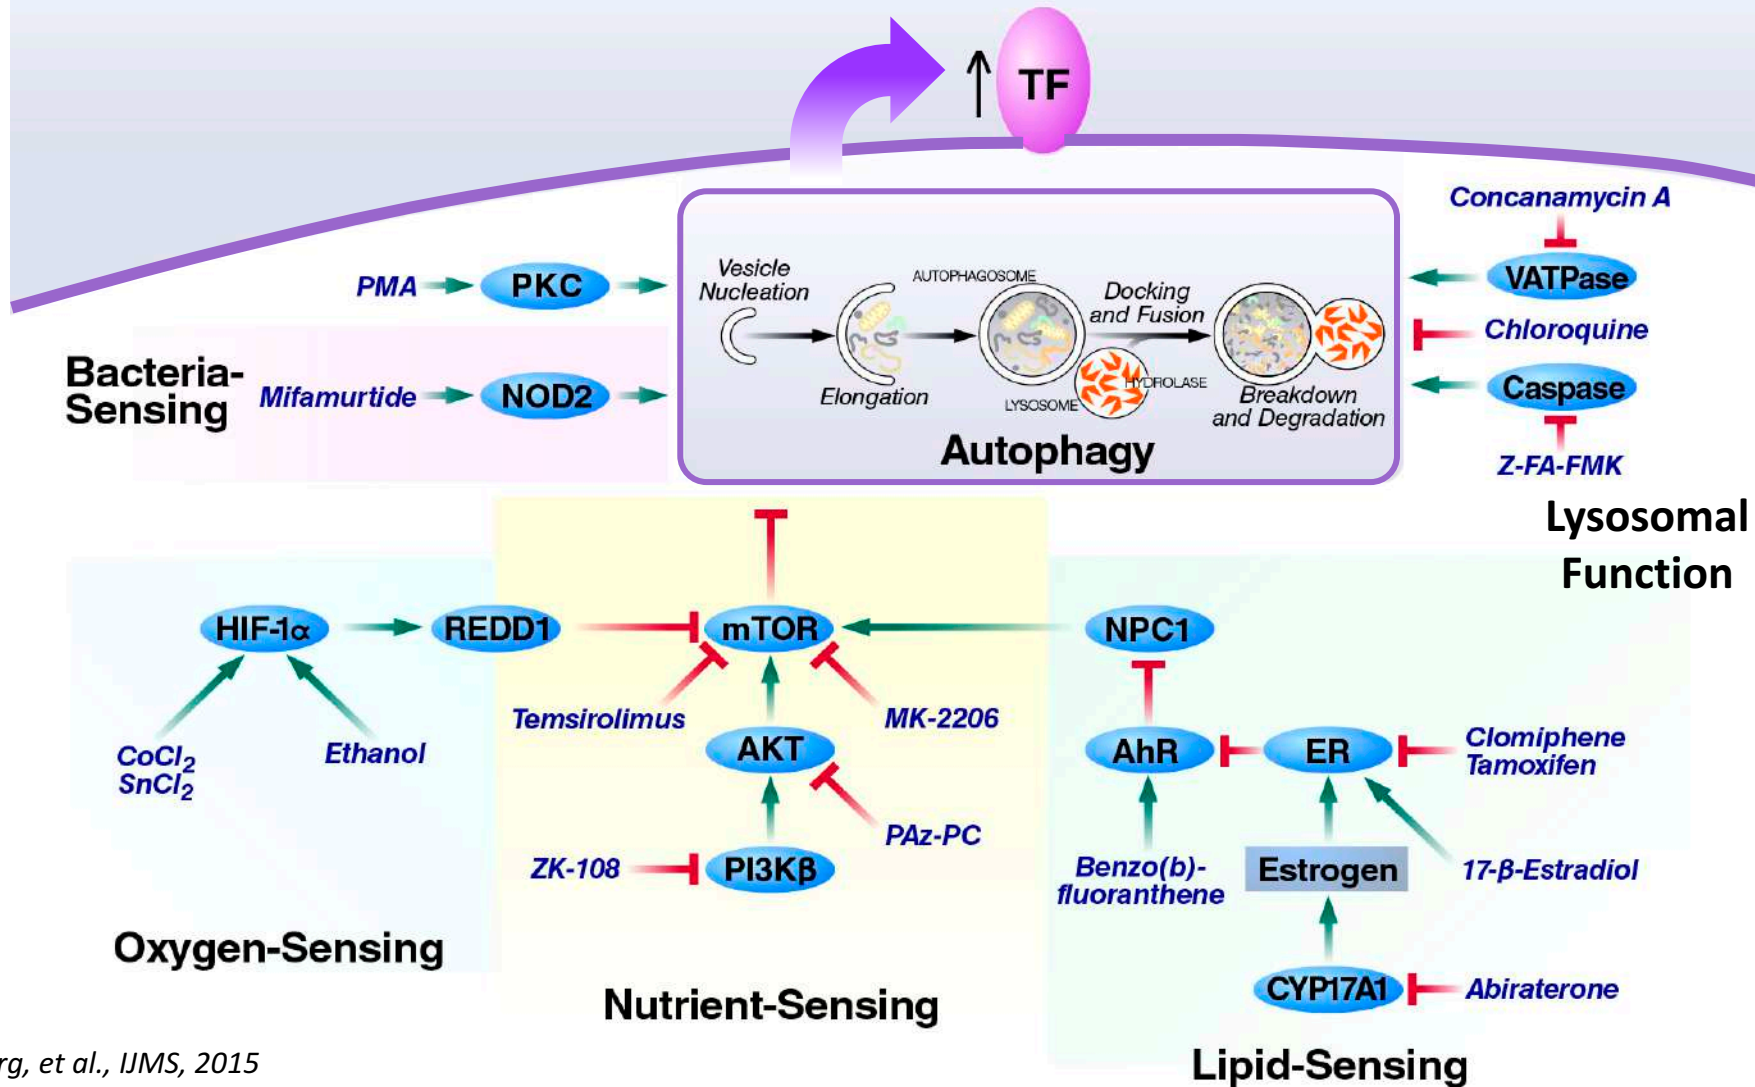 TF
Concanamycin A
VATPase
Chloroquine
Caspase
Z-FA-FMK
Lysosomal
Function
PMA
PKC
Bacteria-
Sensing
Mifamurtide
NOD2
Vesicle
Nucleation
Elongation
AUTOPHAGOSOME
LYSOSOME
HYDROLASE
Docking
and Fusion
Breakdown
and Degradation
Autophagy
HIF-1α
REDD1
mTOR
NPC1
CoCl2
SnCl2
Ethanol
Temsirolimus
MK-2206
AKT
PAz-PC
ZK-108
PI3Kβ
AhR
ER
Clomiphene
Tamoxifen
Benzo(b)-
fluoranthene
Estrogen
17-β-Estradiol
CYP17A1
Abiraterone
Oxygen-Sensing
Nutrient-Sensing
Lipid-Sensing
rg, et al., IJMS, 2015